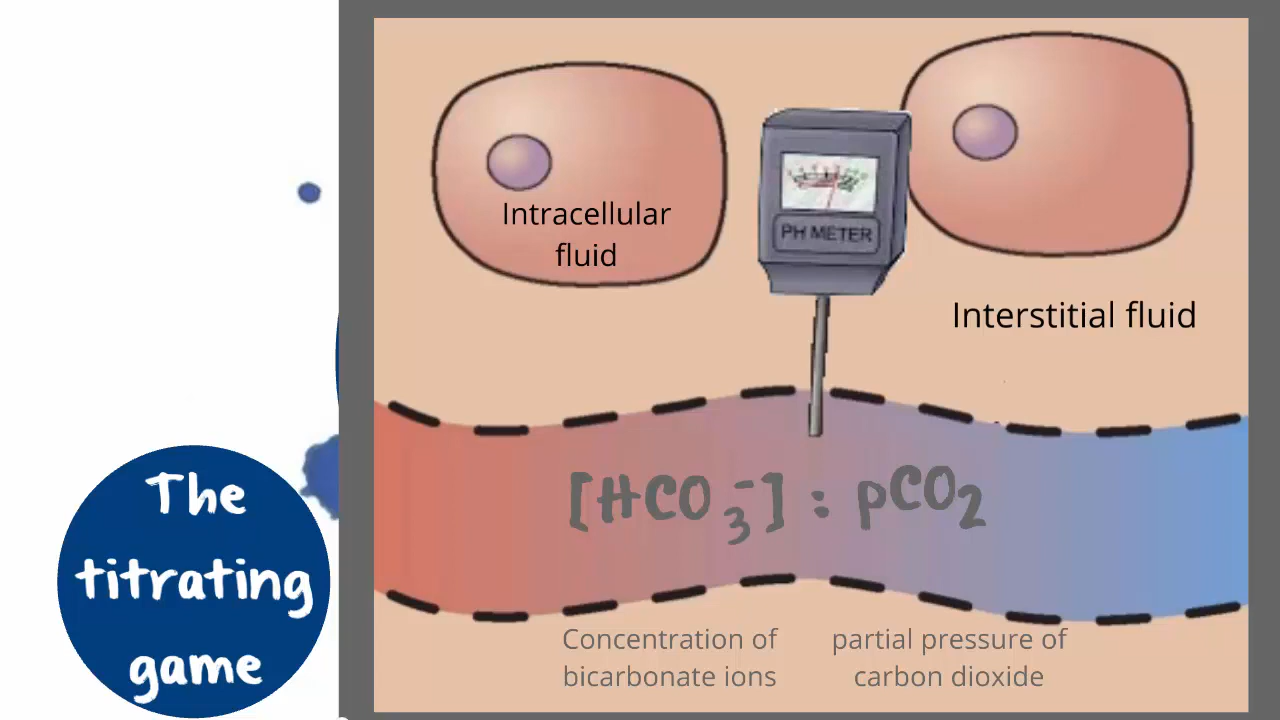 The
titrating
game
Intracellular
fluid
PH METER
Interstitial fluid
[HCO₃⁻] : pCO₂
Concentration of
bicarbonate ions
partial pressure of
carbon dioxide